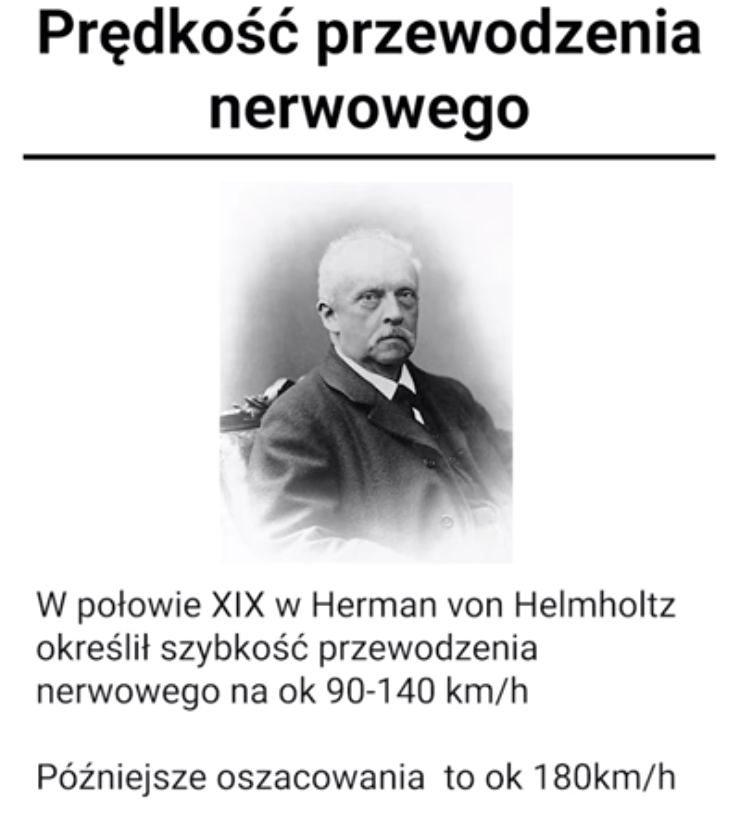 Prędkość przewodzenia
nerwowego
W połowie XIX w Herman von Helmholtz
określił szybkość przewodzenia
nerwowego na ok 90-140 km/h
Późniejsze oszacowania  to ok 180km/h